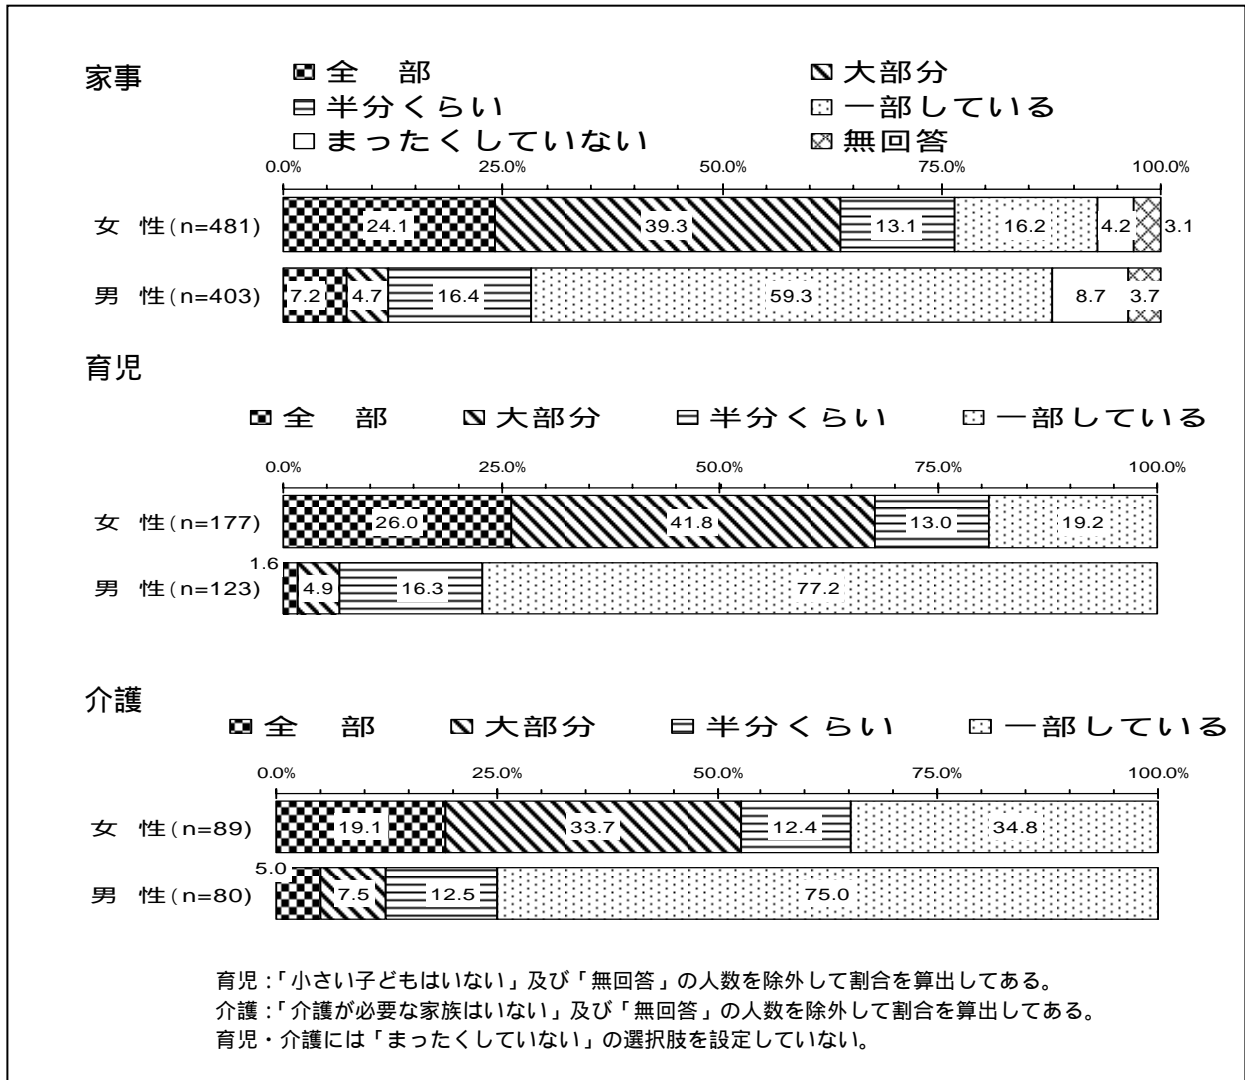 家事
全　部　大部分
半分くらい　一部している
まったくしていない　無回答
0.0%　25.0%　50.0%　75.0%　100.0%
女　性(n=481)　24.1　39.3　13.1　16.2　4.2　3.1
男　性(n=403)　7.2　4.7　16.4　59.3　8.7　3.7
育児
全　部　大部分　半分くらい　一部している
0.0%　25.0%　50.0%　75.0%　100.0%
女　性(n=177)　26.0　41.8　13.0　19.2
男　性(n=123)　1.6　4.9　16.3　77.2
介護
全　部　大部分　半分くらい　一部している
0.0%　25.0%　50.0%　75.0%　100.0%
女　性(n=89)　19.1　33.7　12.4　34.8
男　性(n=80)　5.0　7.5　12.5　75.0
育児：「小さい子どもはいない」及び「無回答」の人数を除外して割合を算出してある。
介護：「介護が必要な家族はいない」及び「無回答」の人数を除外して割合を算出してある。
育児・介護には「まったくしていない」の選択肢を設定していない。